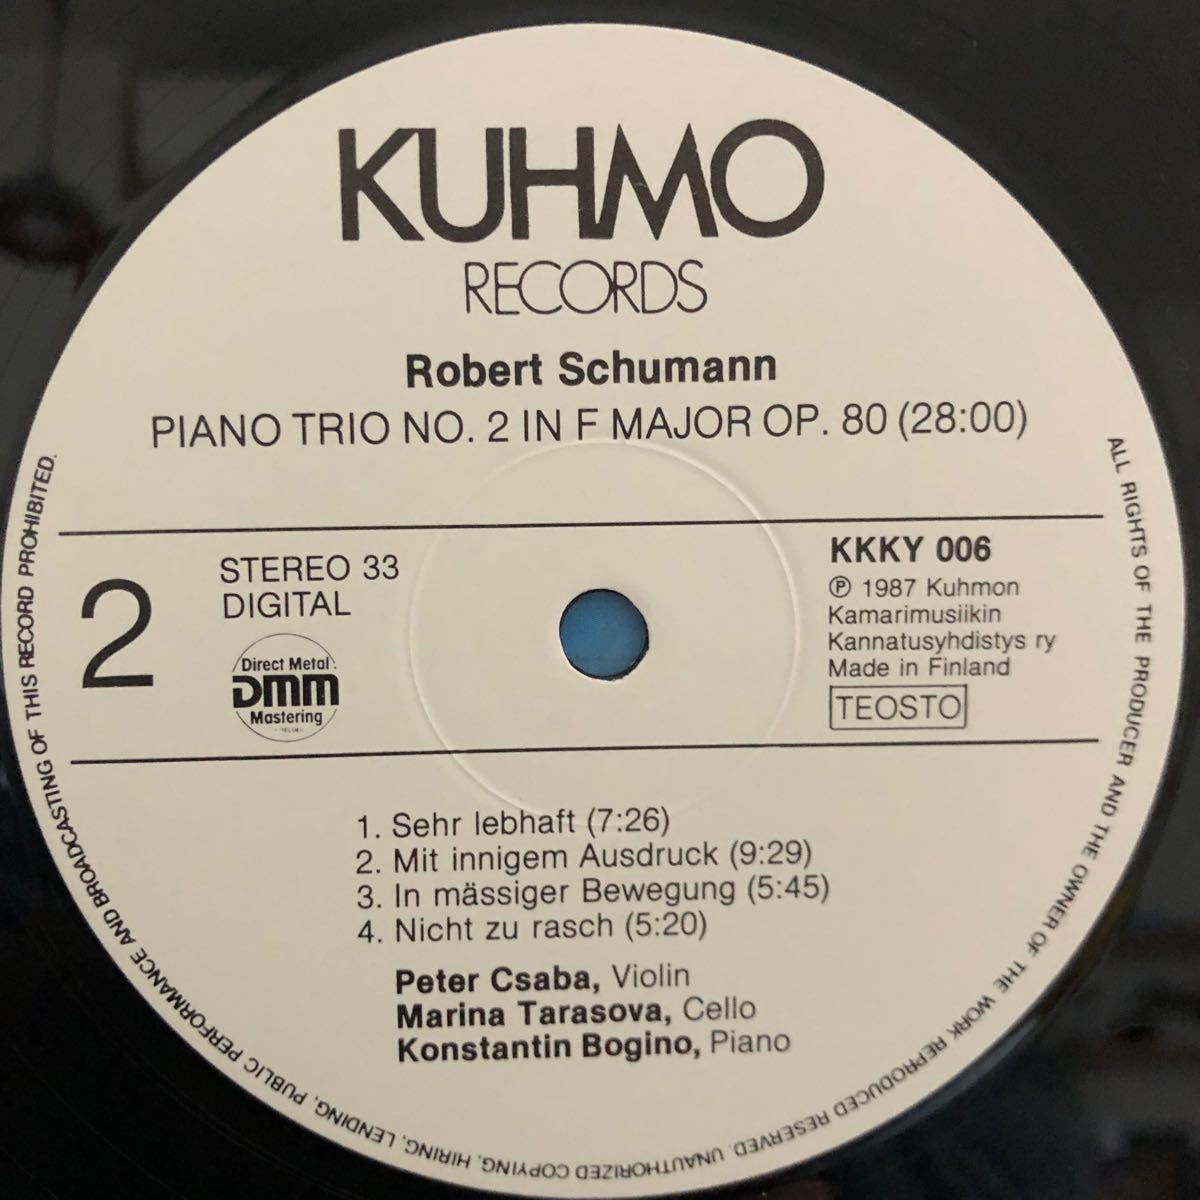 KUHMO
RECORDS
Robert Schumann
PIANO TRIO NO. 2 IN F MAJOR OP. 80 (28:00)
2
STEREO 33
DIGITAL
Direct Metal
DMM
Mastering
KKKY 006
℗ 1987 Kuhmon
Kamarimusiikin
Kannatusyhdistys ry
Made in Finland
TEOSTO
1. Sehr lebhaft (7:26)
2. Mit innigem Ausdruck (9:29)
3. In mässiger Bewegung (5:45)
4. Nicht zu rasch (5:20)
Peter Csaba, Violin
Marina Tarasova, Cello
Konstantin Bogino, Piano
ALL RIGHTS OF THE PRODUCER AND THE OWNER OF THE WORK REPRODUCED RESERVED. UNAUTHORIZED COPYING, HIRING, LENDING, PUBLIC PERFORMANCE AND BROADCASTING OF THIS RECORD PROHIBITED.